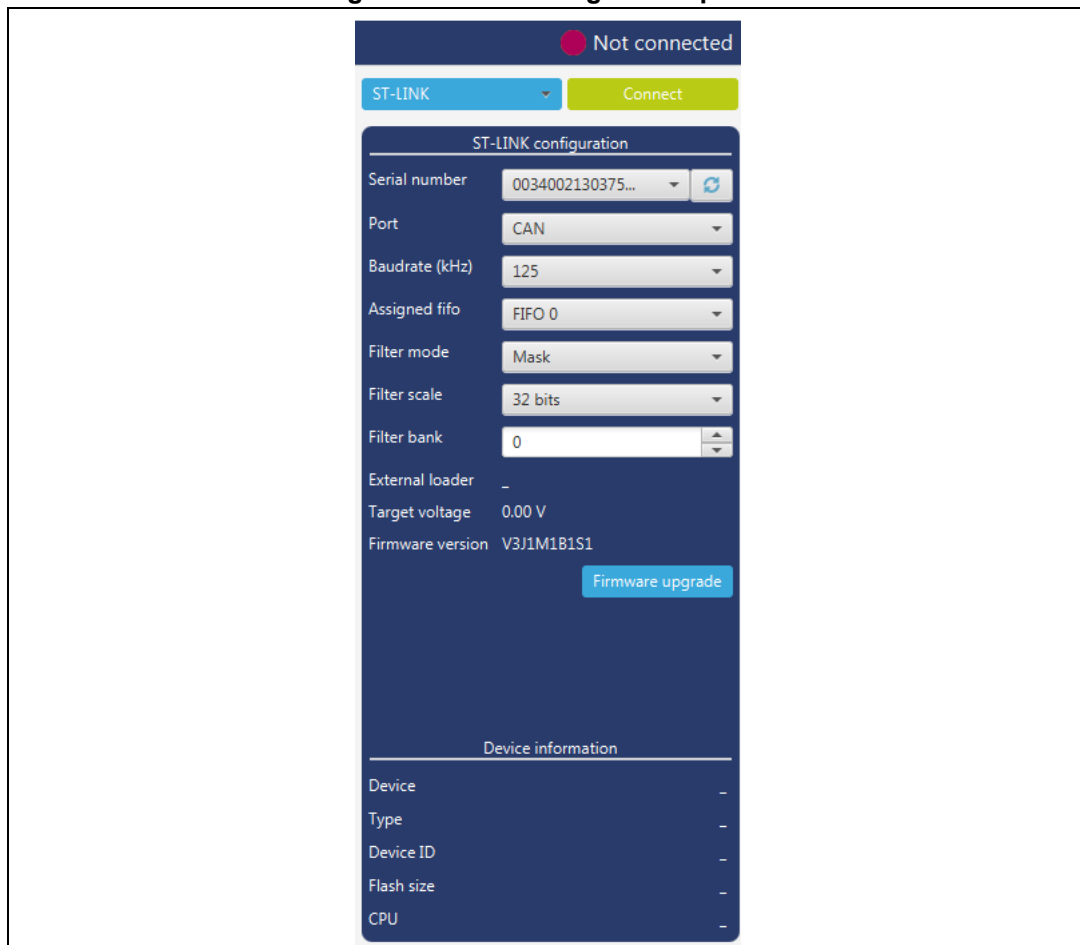 Not connected
ST-LINK Connect
ST-LINK configuration
Serial number 0034002130375...
Port CAN
Baudrate (kHz) 125
Assigned fifo FIFO 0
Filter mode Mask
Filter scale 32 bits
Filter bank 0
External loader _
Target voltage 0.00 V
Firmware version V3J1M1B1S1
Firmware upgrade
Device information
Device _
Type _
Device ID _
Flash size _
CPU _